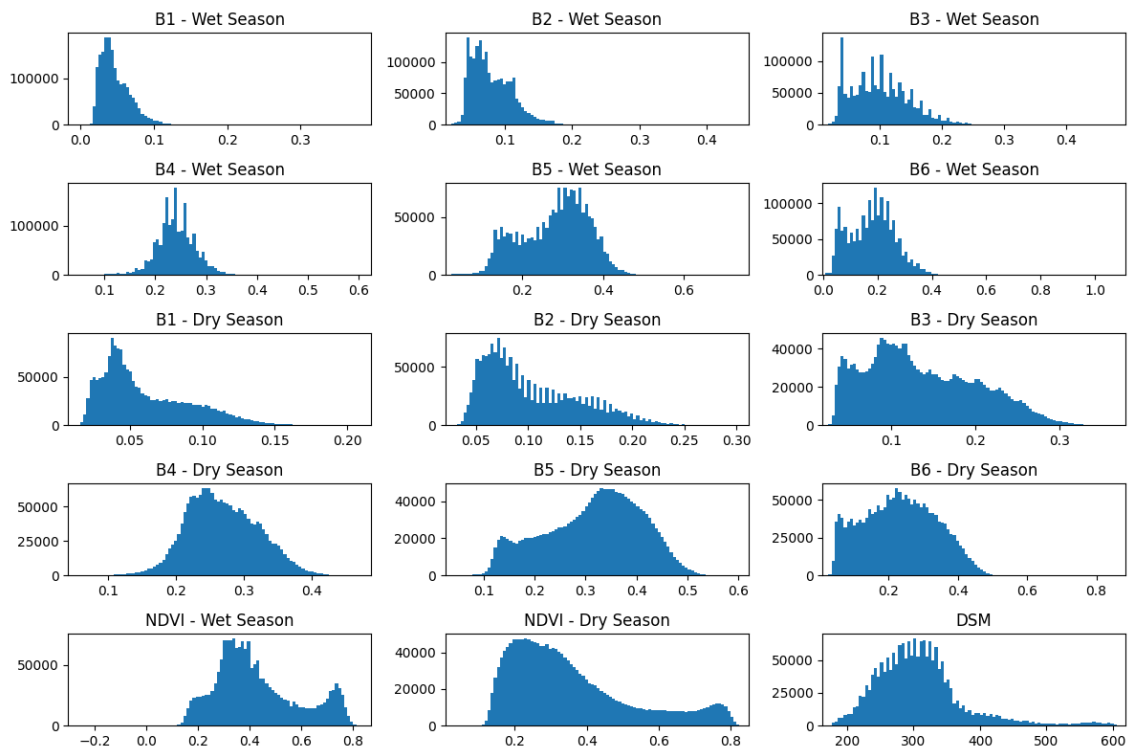 B1 - Wet Season
B2 - Wet Season
B3 - Wet Season
100000
0
0.0 0.1 0.2 0.3
100000
50000
0
0.1 0.2 0.3 0.4
100000
50000
0
0.1 0.2 0.3 0.4
B4 - Wet Season
B5 - Wet Season
B6 - Wet Season
100000
0
0.1 0.2 0.3 0.4 0.5 0.6
50000
0
0.2 0.4 0.6
100000
50000
0
0.0 0.2 0.4 0.6 0.8 1.0
B1 - Dry Season
B2 - Dry Season
B3 - Dry Season
50000
0
0.05 0.10 0.15 0.20
50000
0
0.05 0.10 0.15 0.20 0.25 0.30
40000
20000
0
0.1 0.2 0.3
B4 - Dry Season
B5 - Dry Season
B6 - Dry Season
50000
25000
0
0.1 0.2 0.3 0.4
40000
20000
0
0.1 0.2 0.3 0.4 0.5 0.6
50000
25000
0
0.2 0.4 0.6 0.8
NDVI - Wet Season
NDVI - Dry Season
DSM
50000
0
−0.2 0.0 0.2 0.4 0.6 0.8
40000
20000
0
0.2 0.4 0.6 0.8
50000
0
200 300 400 500 600